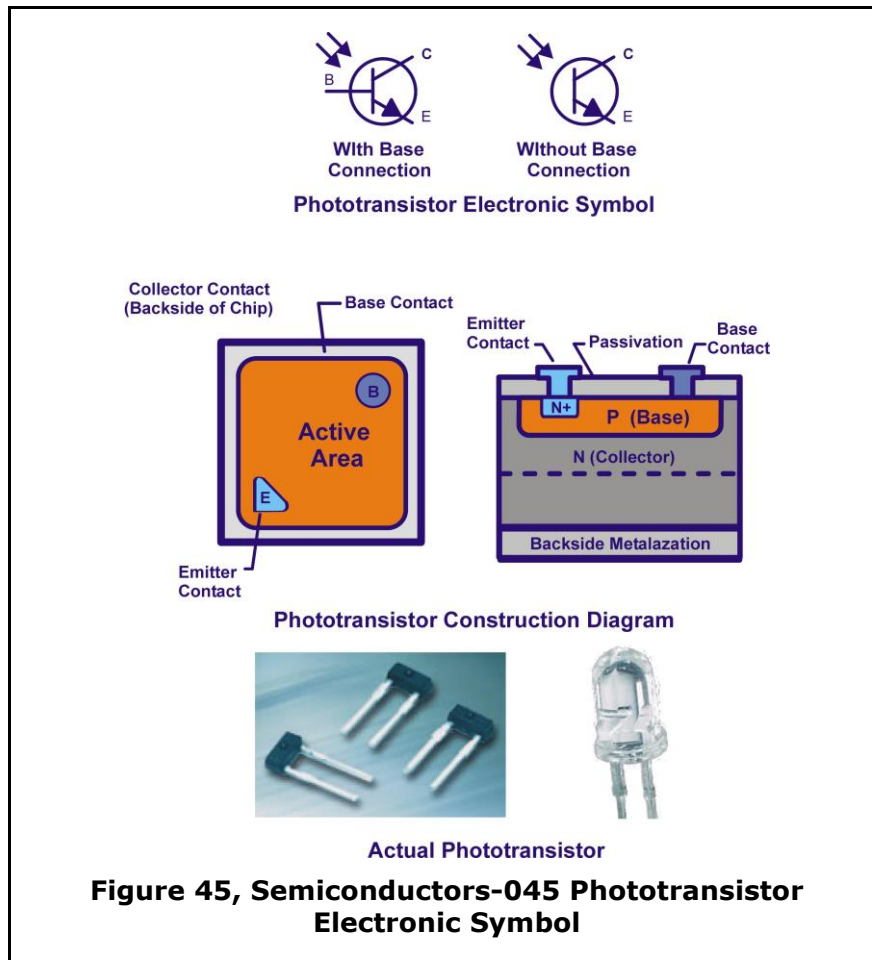 C
B
E
WIth Base
Connection
C
E
WIthout Base
Connection
Phototransistor Electronic Symbol
Collector Contact
(Backside of Chip)
Base Contact
B
Active
Area
E
Emitter
Contact
Emitter
Contact
Passivation
Base
Contact
N+
P (Base)
N (Collector)
Backside Metalazation
Phototransistor Construction Diagram
Actual Phototransistor
Figure 45, Semiconductors-045 Phototransistor
Electronic Symbol